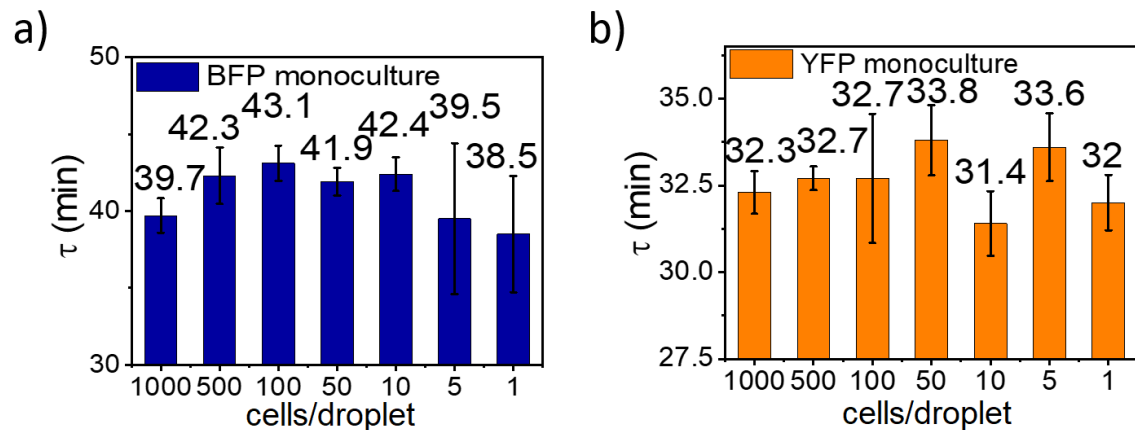 a)
50
BFP monoculture
43.1
39.5
42.3
42.4
41.9
38.5
39.7
40
30
τ (min)
1000 500 100 50 10 5 1
cells/droplet
b)
YFP monoculture
35.0
32.7
33.8
33.6
32.3
32.7
31.4
32
32.5
30.0
27.5
τ (min)
1000 500 100 50 10 5 1
cells/droplet